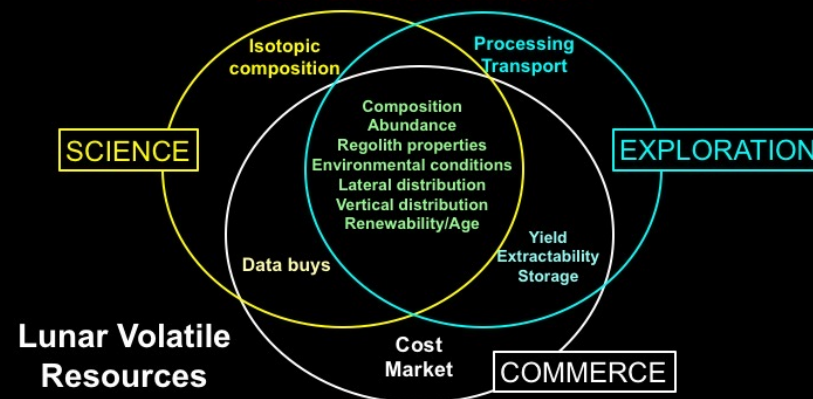 Isotopic
composition
Processing
Transport
SCIENCE
EXPLORATION
Composition
Abundance
Regolith properties
Environmental conditions
Lateral distribution
Vertical distribution
Renewability/Age
Data buys
Yield
Extractability
Storage
Lunar Volatile
Resources
Cost
Market
COMMERCE